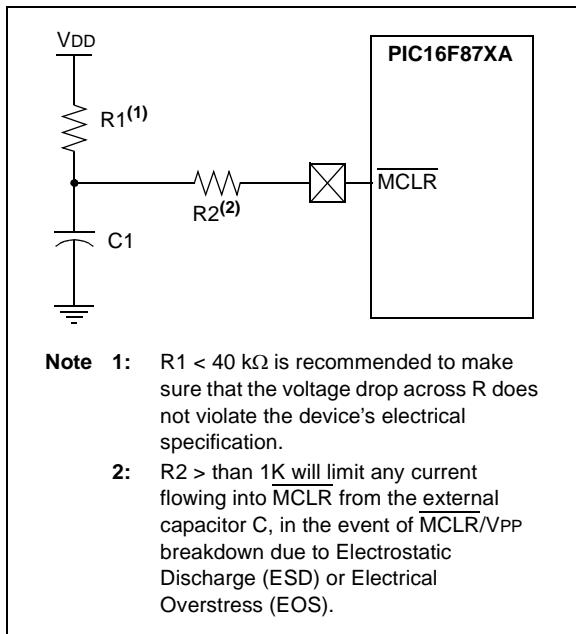 VDD
PIC16F87XA
R1(1)
MCLR
R2(2)
C1
Note 1: R1 < 40 kΩ is recommended to make
sure that the voltage drop across R does
not violate the device's electrical
specification.
2: R2 > than 1K will limit any current
flowing into MCLR from the external
capacitor C, in the event of MCLR/VPP
breakdown due to Electrostatic
Discharge (ESD) or Electrical
Overstress (EOS).